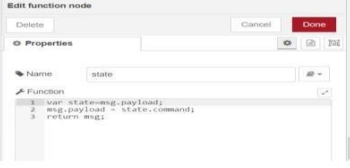 Edit function node
Delete
Cancel
Done
Properties
Name
state
Function
1 var state=msg.payload;
2 msg.payload = state.command;
3 return msg;